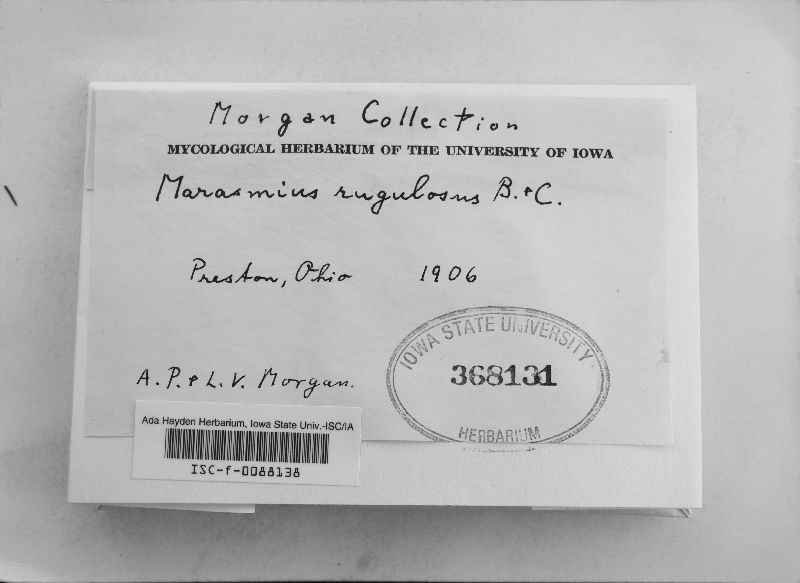 Morgan Collection
MYCOLOGICAL HERBARIUM OF THE UNIVERSITY OF IOWA
Marasmius rugulosus B. & C.
Preston, Ohio 1906
IOWA STATE UNIVERSITY
368131
HERBARIUM
A. P. & L. V. Morgan.
Ada Hayden Herbarium, Iowa State Univ.-ISC/IA
ISC-f-0088138